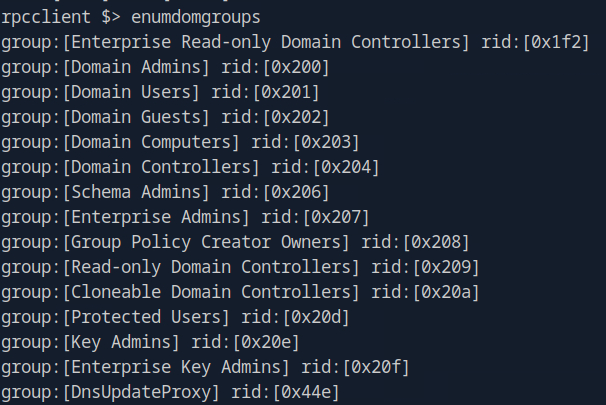 rpcclient $> enumdomgroups
group:[Enterprise Read-only Domain Controllers] rid:[0x1f2]
group:[Domain Admins] rid:[0x200]
group:[Domain Users] rid:[0x201]
group:[Domain Guests] rid:[0x202]
group:[Domain Computers] rid:[0x203]
group:[Domain Controllers] rid:[0x204]
group:[Schema Admins] rid:[0x206]
group:[Enterprise Admins] rid:[0x207]
group:[Group Policy Creator Owners] rid:[0x208]
group:[Read-only Domain Controllers] rid:[0x209]
group:[Cloneable Domain Controllers] rid:[0x20a]
group:[Protected Users] rid:[0x20d]
group:[Key Admins] rid:[0x20e]
group:[Enterprise Key Admins] rid:[0x20f]
group:[DnsUpdateProxy] rid:[0x44e]